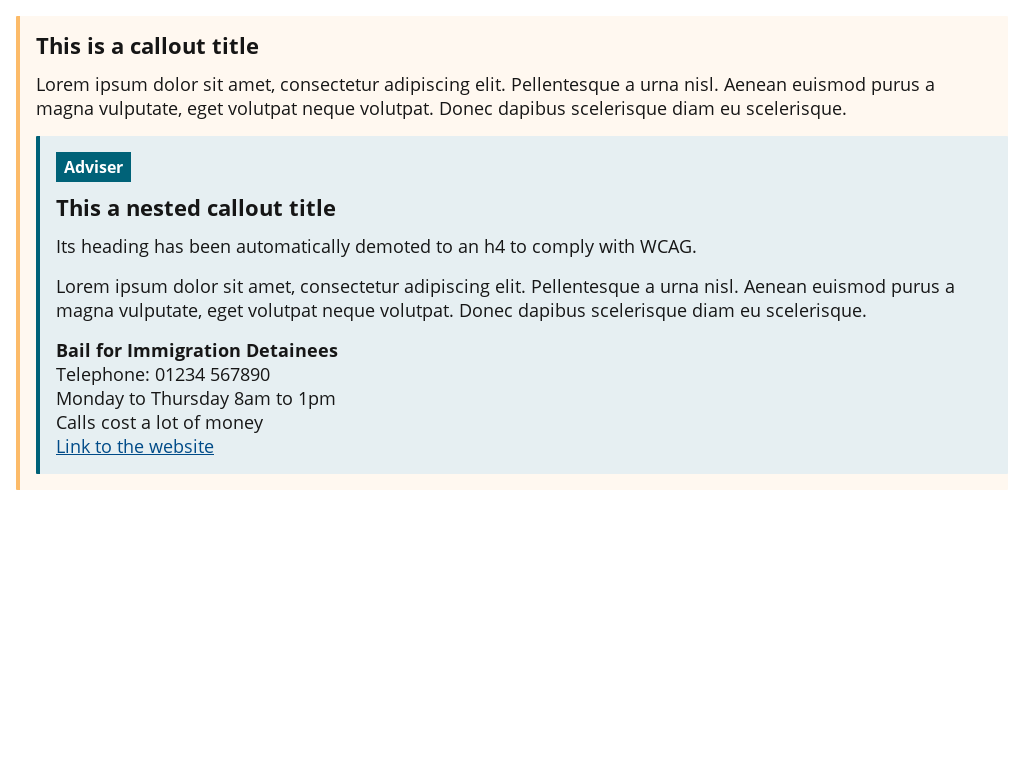 This is a callout title
Lorem ipsum dolor sit amet, consectetur adipiscing elit. Pellentesque a urna nisl. Aenean euismod purus a
magna vulputate, eget volutpat neque volutpat. Donec dapibus scelerisque diam eu scelerisque.
Adviser
This a nested callout title
Its heading has been automatically demoted to an h4 to comply with WCAG.
Lorem ipsum dolor sit amet, consectetur adipiscing elit. Pellentesque a urna nisl. Aenean euismod purus a
magna vulputate, eget volutpat neque volutpat. Donec dapibus scelerisque diam eu scelerisque.
Bail for Immigration Detainees
Telephone: 01234 567890
Monday to Thursday 8am to 1pm
Calls cost a lot of money
Link to the website